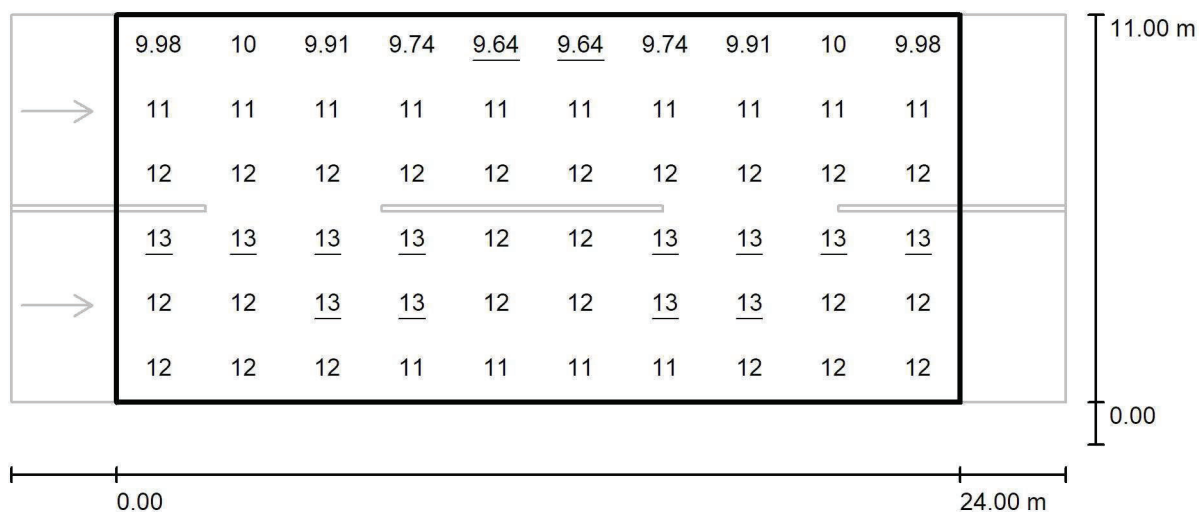 9.98 10 9.91 9.74 9.64 9.64 9.74 9.91 10 9.98
11.00 m
11 11 11 11 11 11 11 11 11 11
12 12 12 12 12 12 12 12 12 12
13 13 13 13 12 12 13 13 13 13
12 12 13 13 12 12 13 13 12 12
12 12 12 11 11 11 11 12 12 12
0.00
0.00 24.00 m